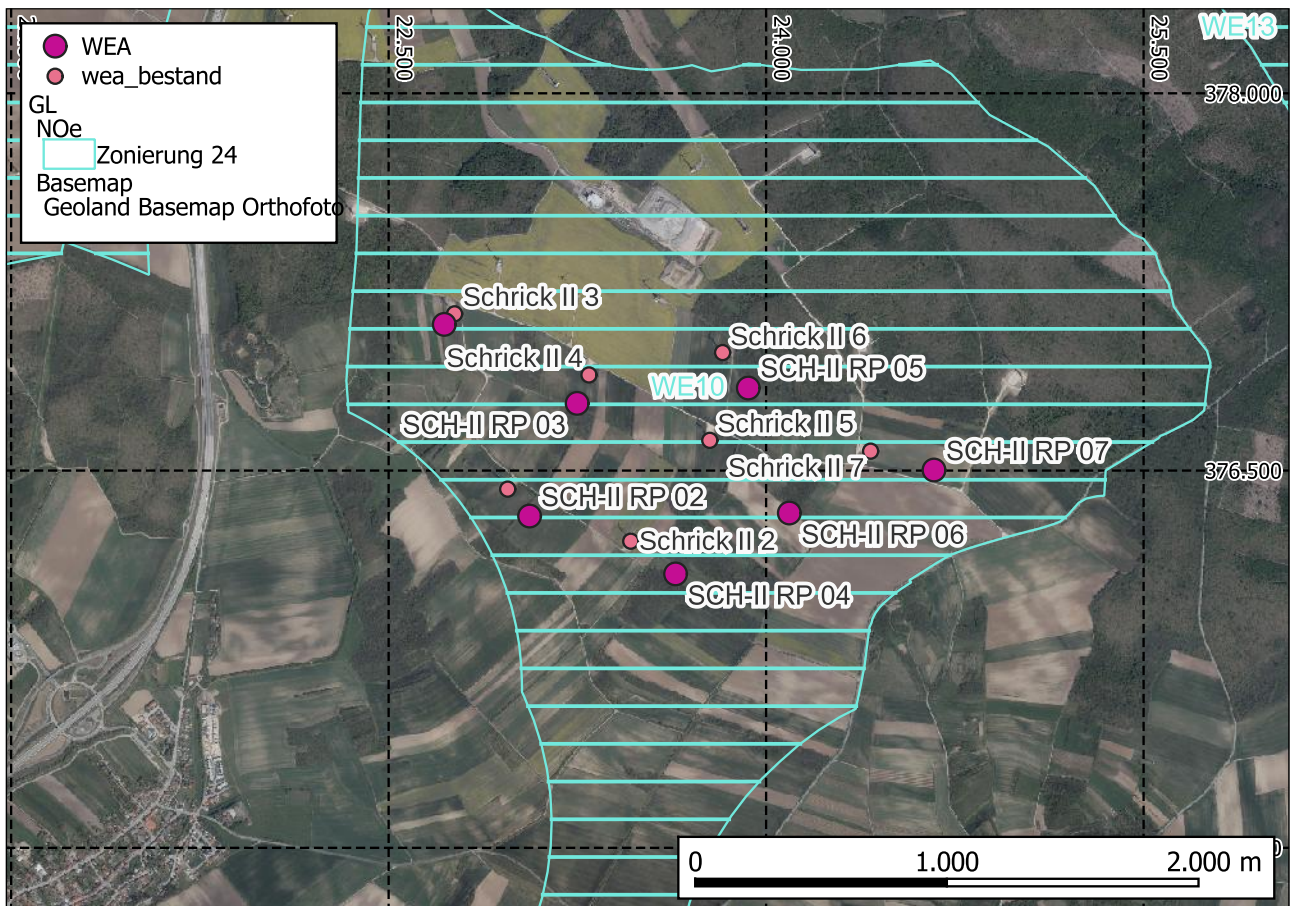 WEA
wea_bestand
GL
NOe
Zonierung 24
Basemap
Geoland Basemap Orthofoto
22.500
24.000
25.500
WE13
378.000
Schrick II 3
Schrick II 6
Schrick II 4
SCH-II RP 05
WE10
SCH-II RP 03
Schrick II 5
SCH-II RP 07
Schrick II 7
376.500
SCH-II RP 02
SCH-II RP 06
Schrick II 2
SCH-II RP 04
0
1.000
2.000 m